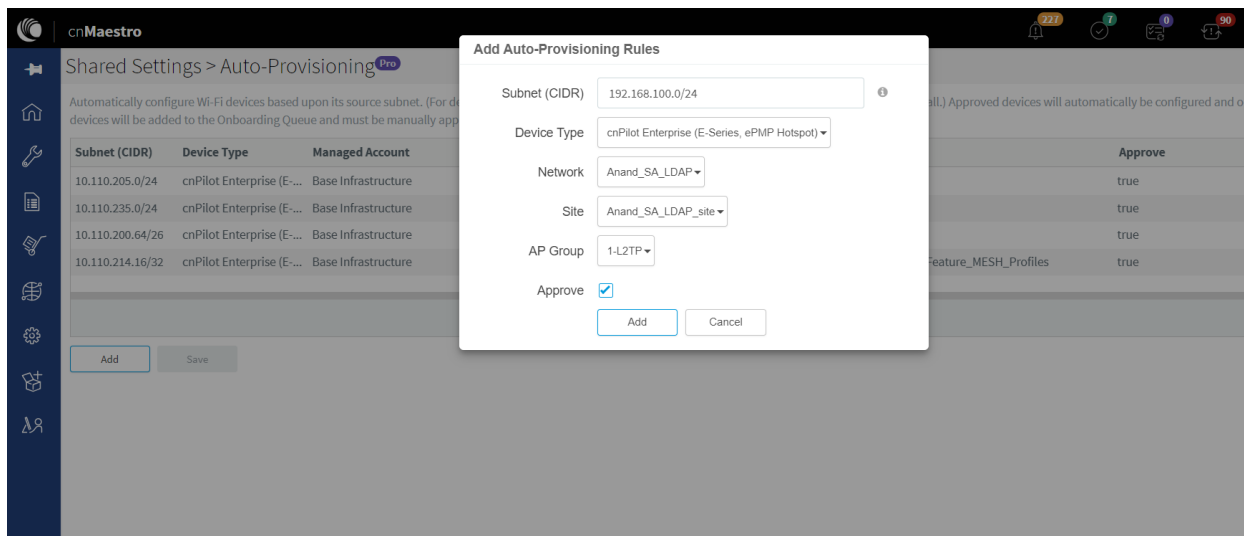 cnMaestro
227
7
0
90
Shared Settings > Auto-Provisioning Pro
Automatically configure Wi-Fi devices based upon its source subnet. (For de
all.) Approved devices will automatically be configured and o
devices will be added to the Onboarding Queue and must be manually app
Subnet (CIDR) Device Type Managed Account Approve
10.110.205.0/24 cnPilot Enterprise (E-... Base Infrastructure true
10.110.235.0/24 cnPilot Enterprise (E-... Base Infrastructure true
10.110.200.64/26 cnPilot Enterprise (E-... Base Infrastructure true
10.110.214.16/32 cnPilot Enterprise (E-... Base Infrastructure Feature_MESH_Profiles true
Add Save
Add Auto-Provisioning Rules
Subnet (CIDR) 192.168.100.0/24
Device Type cnPilot Enterprise (E-Series, ePMP Hotspot)
Network Anand_SA_LDAP
Site Anand_SA_LDAP_site
AP Group 1-L2TP
Approve
Add Cancel